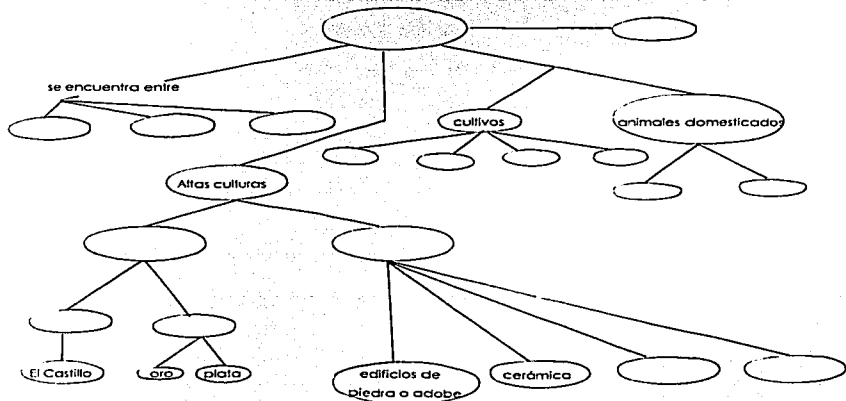 se encuentra entre
cultivos
animales domesticados
Altas culturas
El Castillo
oro
plata
edificios de
piedra o adobe
cerámica